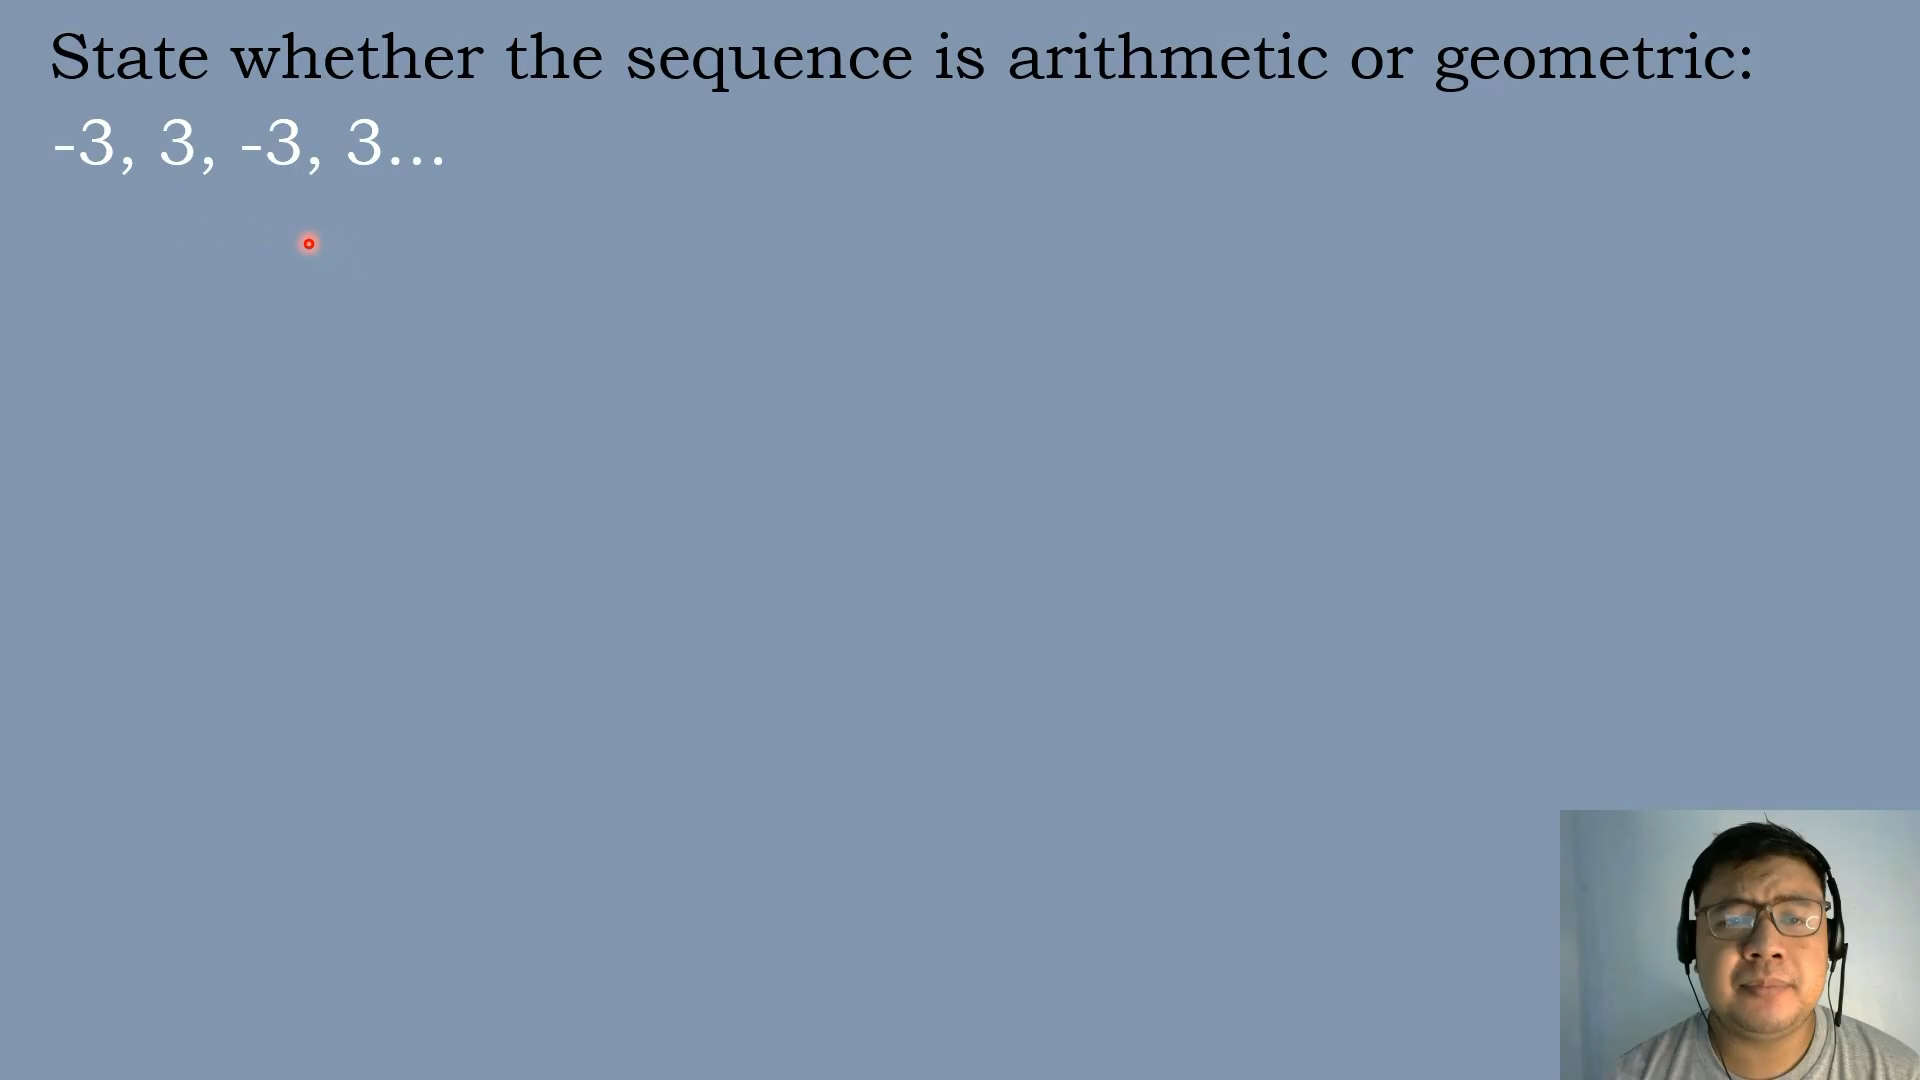 State whether the sequence is arithmetic or geometric:
-3, 3, -3, 3...